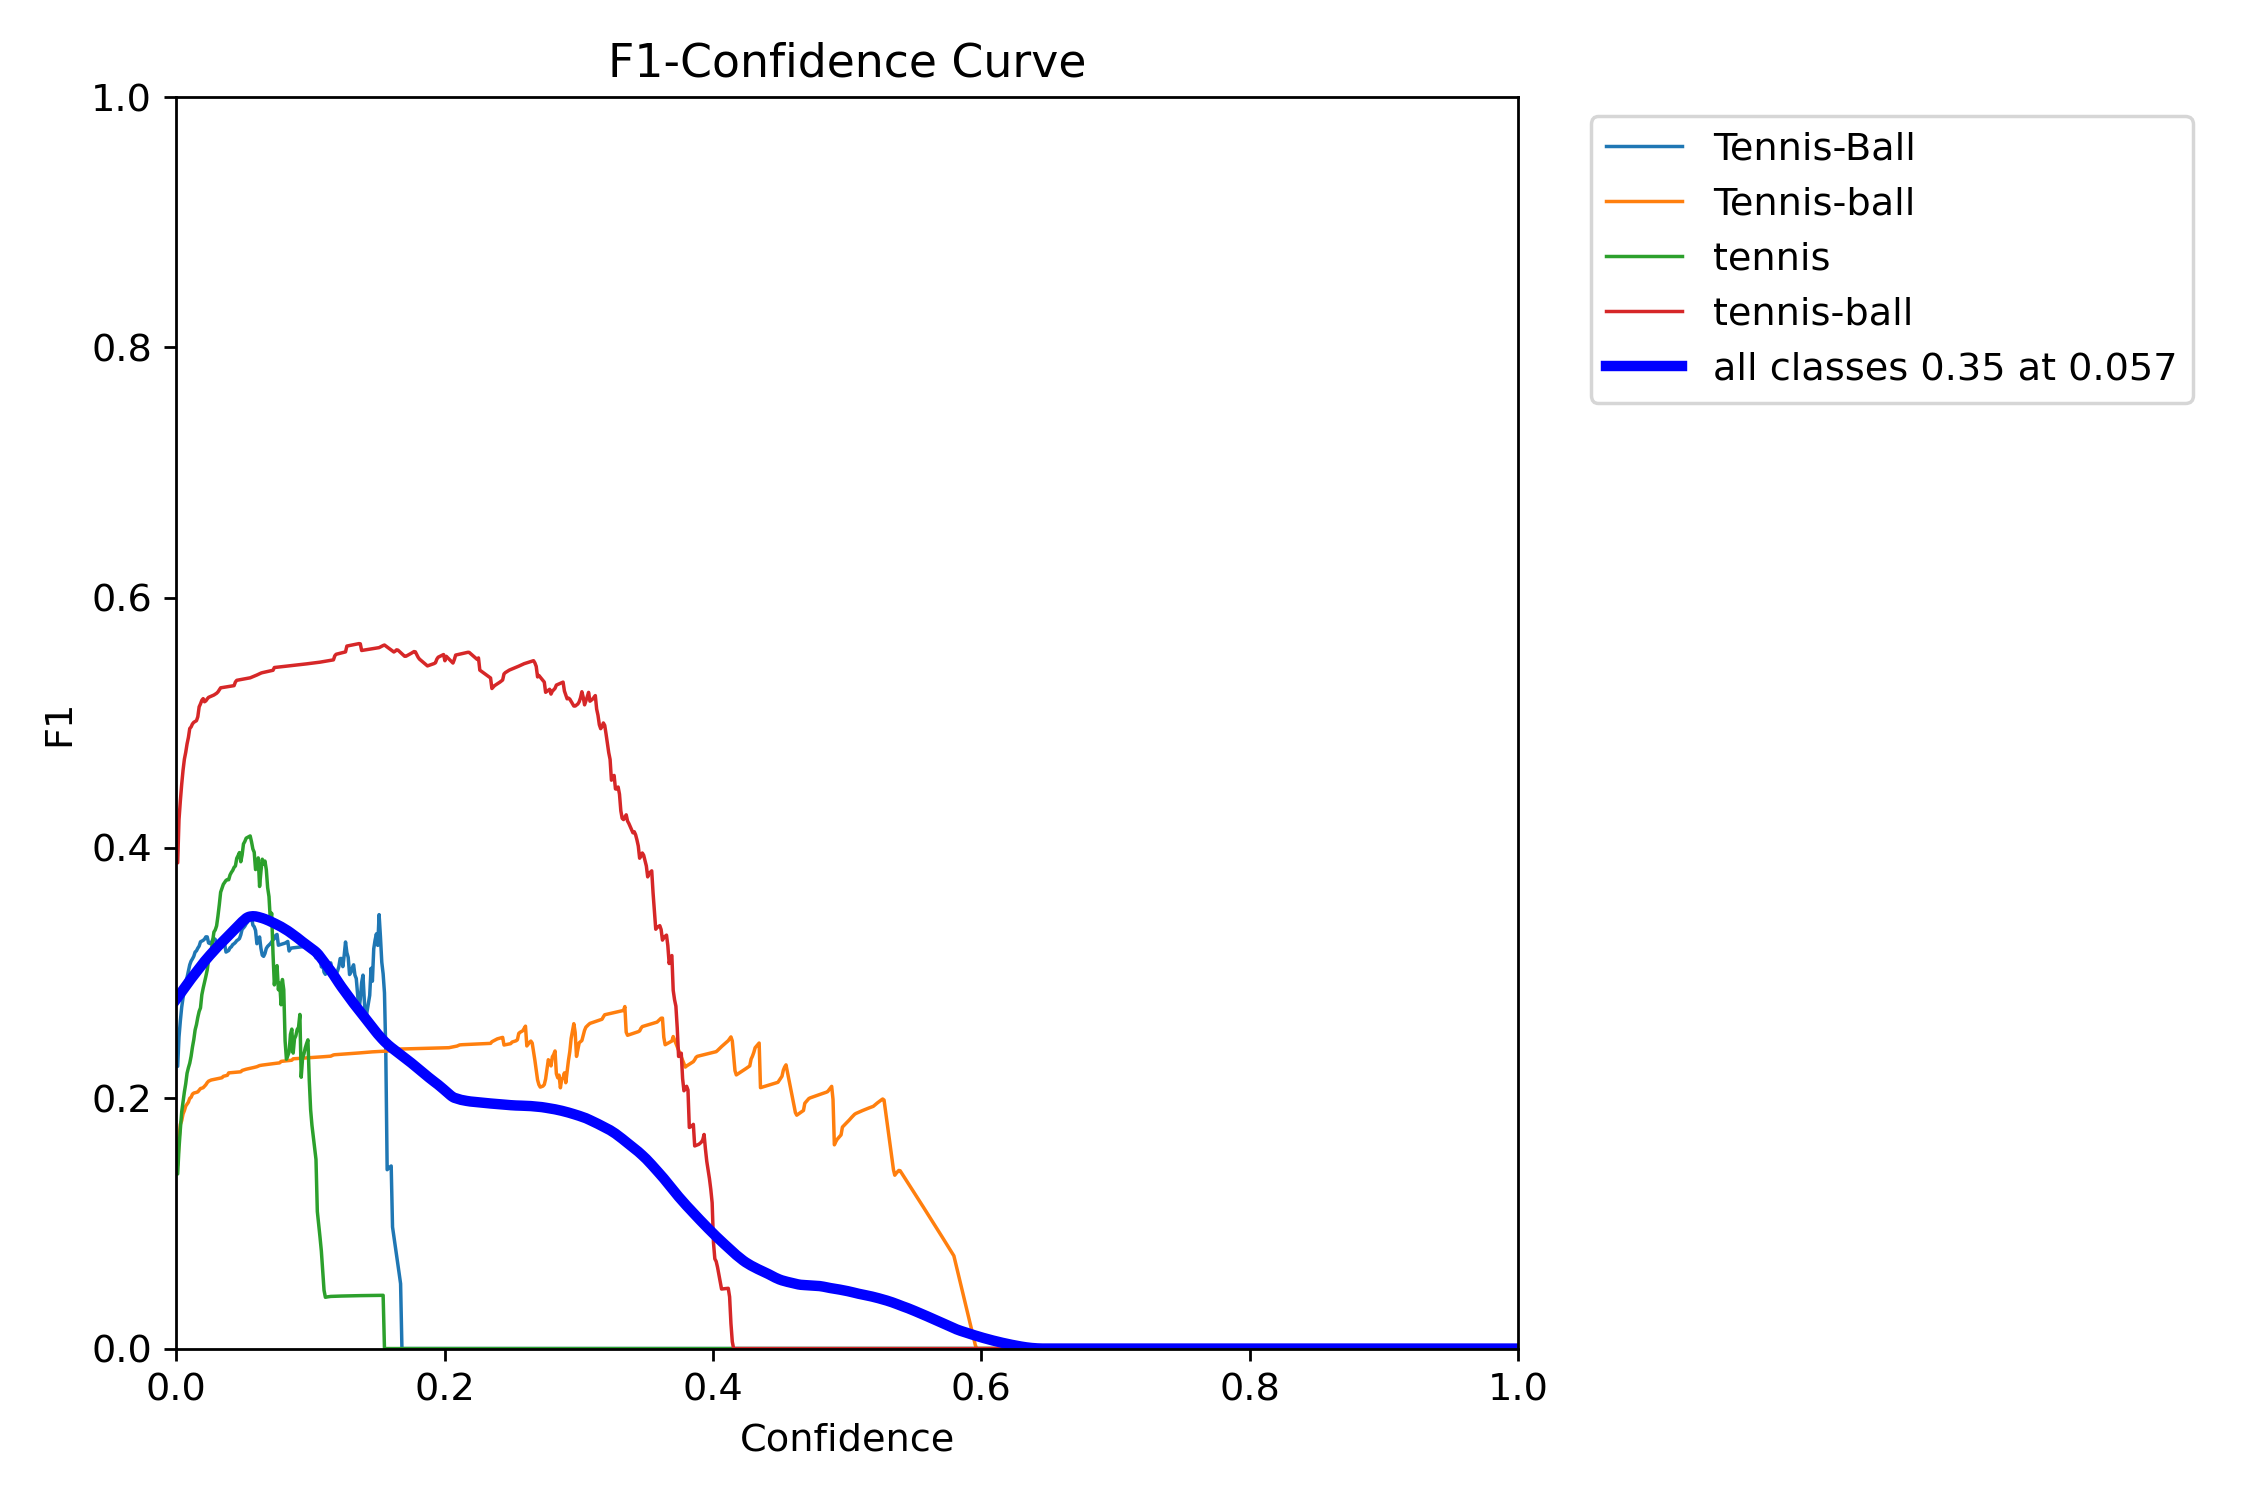 F1-Confidence Curve
1.0
0.8
0.6
0.4
0.2
0.0
F1
0.0 0.2 0.4 0.6 0.8 1.0
Confidence
Tennis-Ball
Tennis-ball
tennis
tennis-ball
all classes 0.35 at 0.057